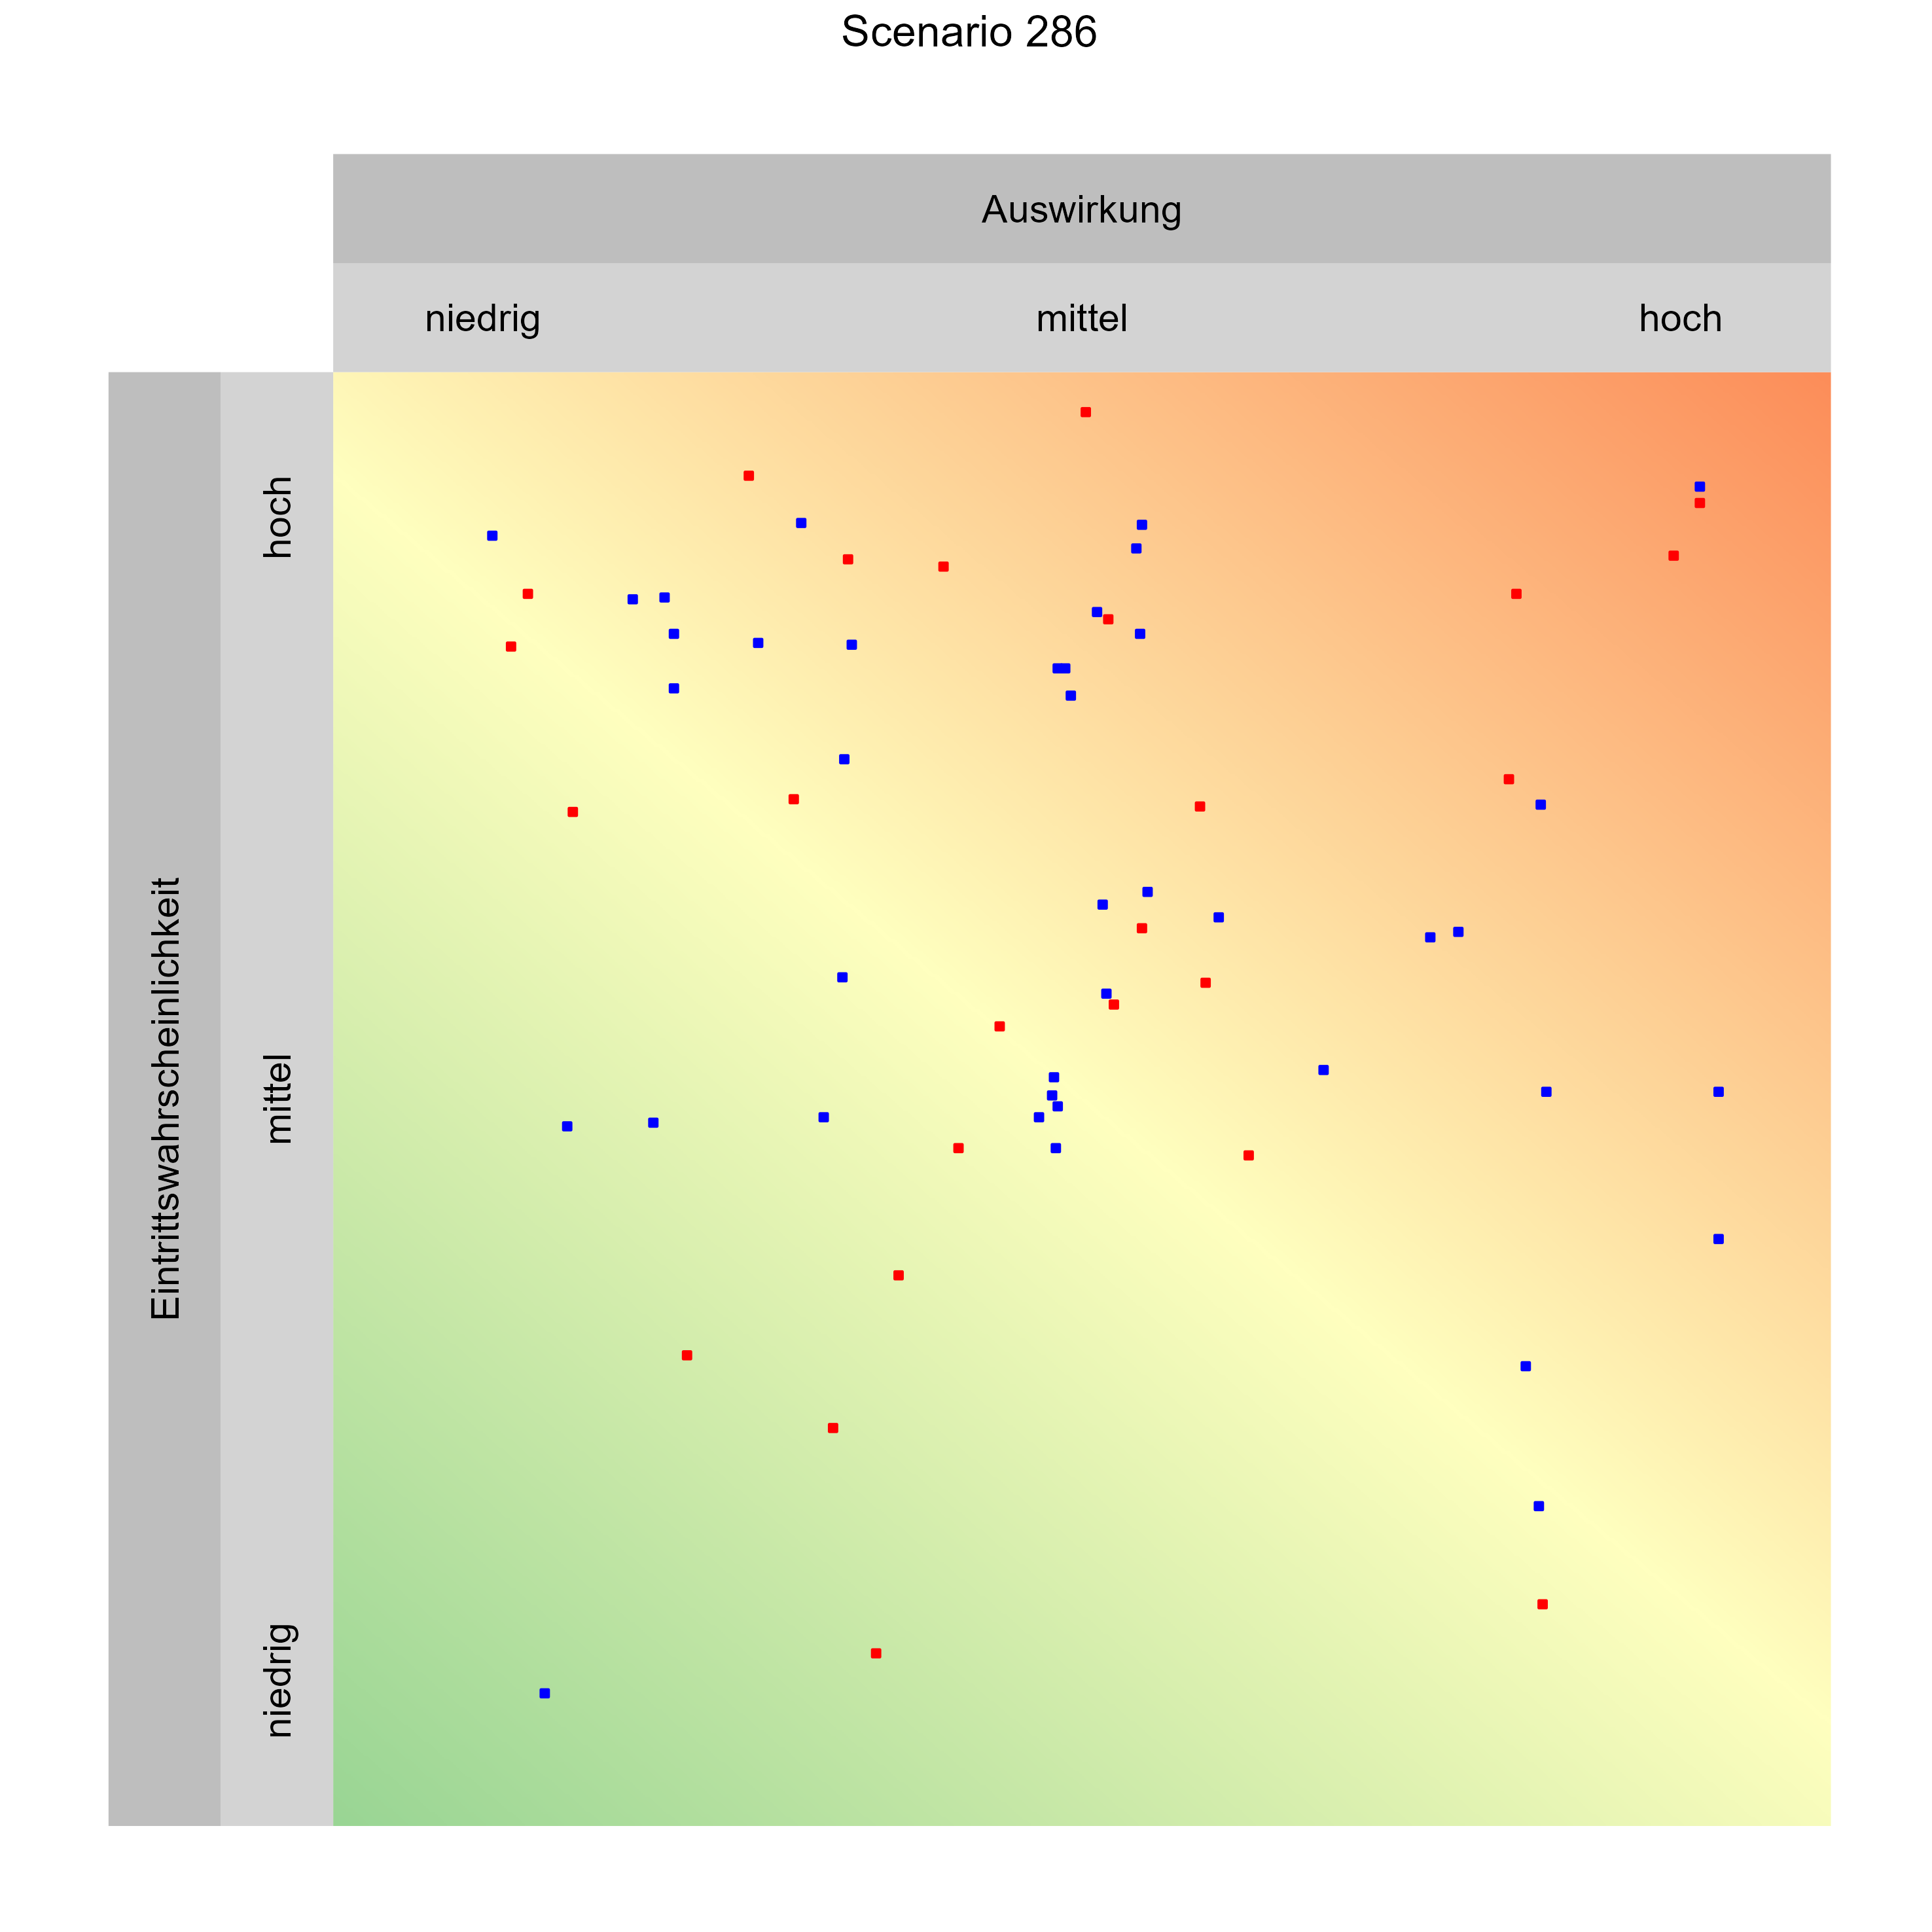 Scenario 286
Auswirkung
niedrig
mittel
hoch
Eintrittswahrscheinlichkeit
hoch
mittel
niedrig